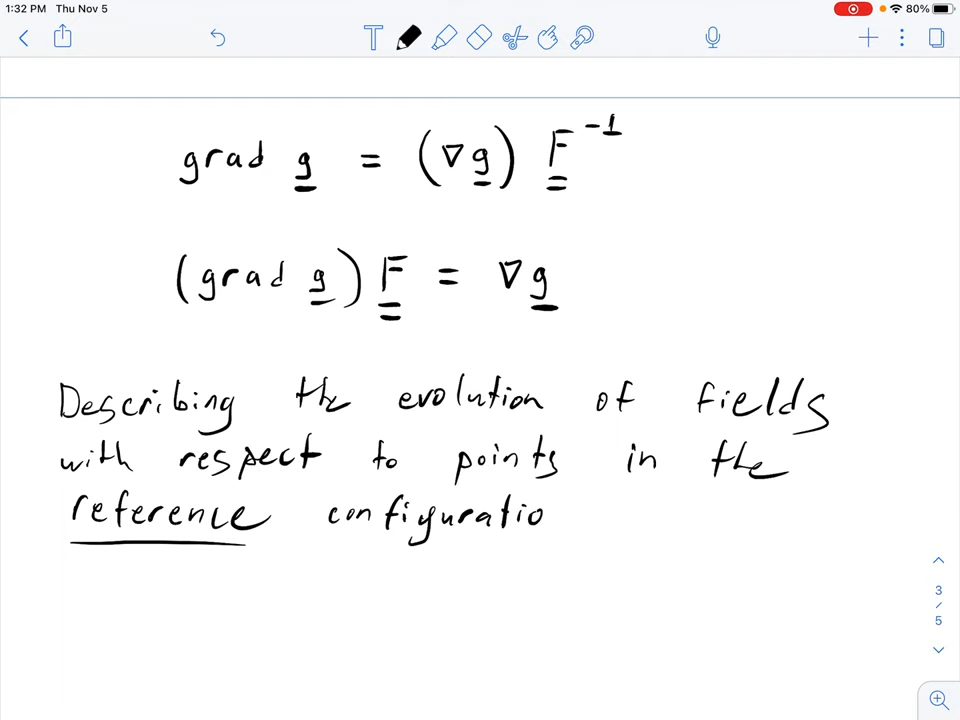 1:32 PM Thu Nov 5
80%
T
grad g = (∇g) F⁻¹
(grad g) F = ∇g
Describing the evolution of fields
with respect to points in the
reference configuratio
3
/
5